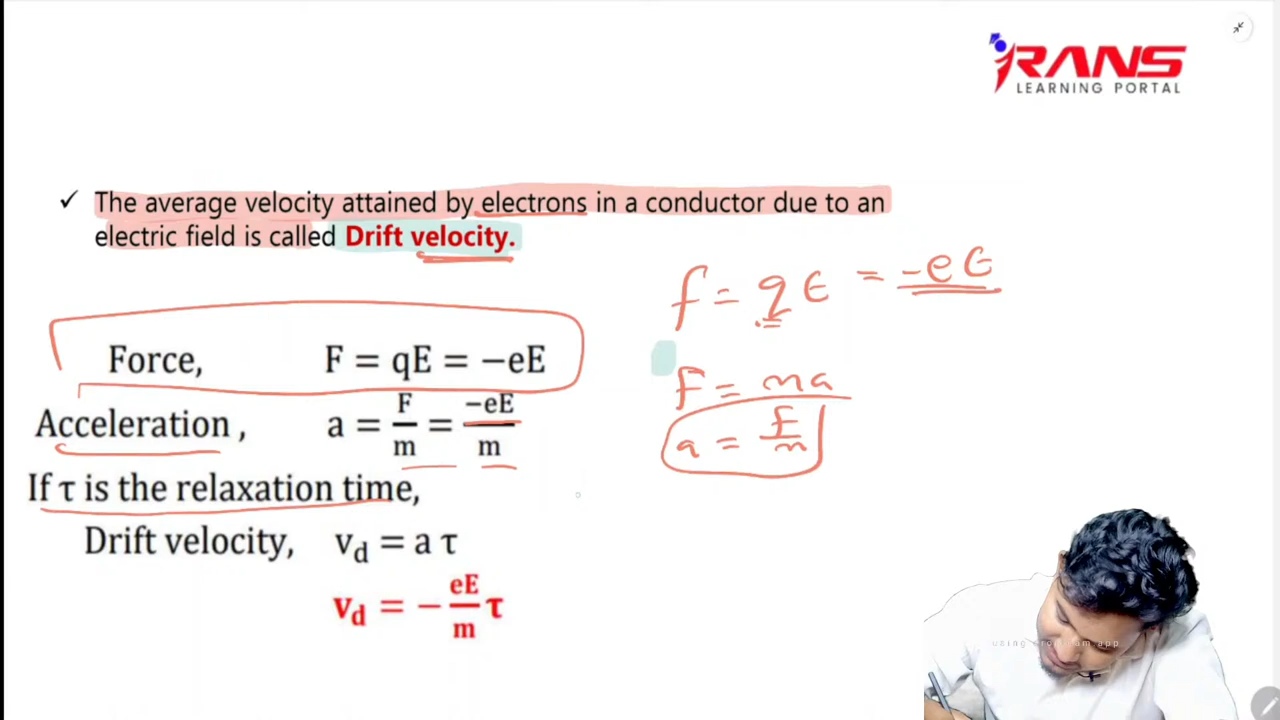 RANS
LEARNING PORTAL
✓ The average velocity attained by electrons in a conductor due to an
electric field is called Drift velocity.
f = qE = -eE
Force, F = qE = −eE
F = ma
Acceleration , a = F/m = −eE/m
a = F/m
If τ is the relaxation time,
Drift velocity, v_d = a τ
v_d = − eE/m τ
RANS